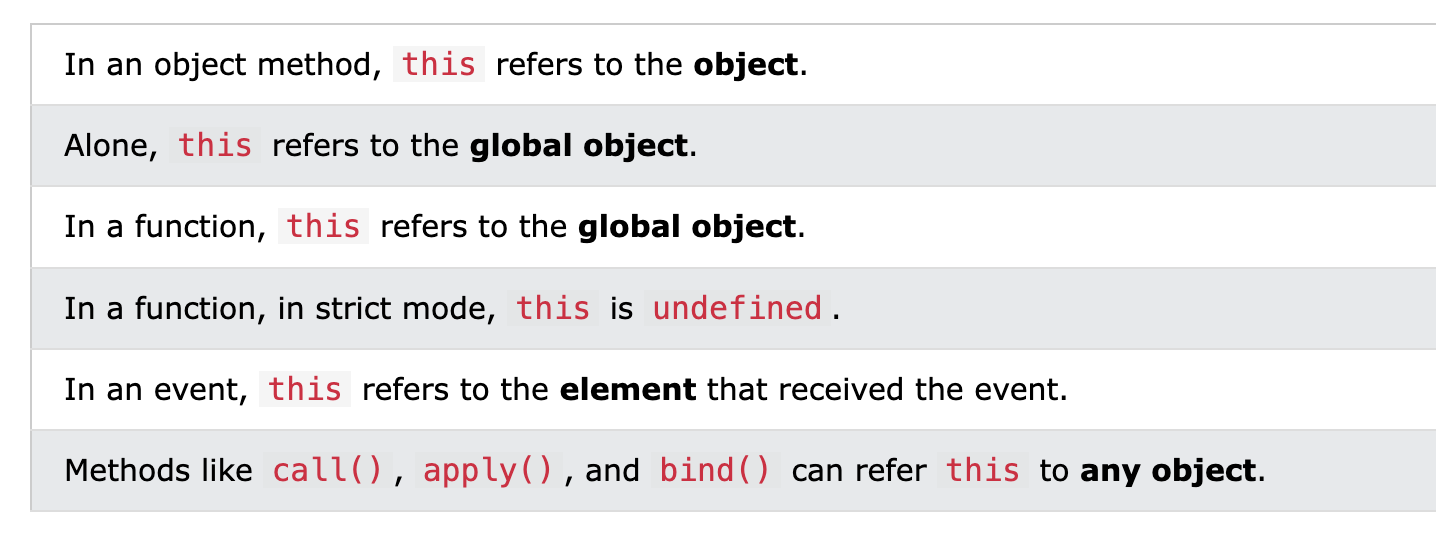 In an object method, this refers to the object.
Alone, this refers to the global object.
In a function, this refers to the global object.
In a function, in strict mode, this is undefined.
In an event, this refers to the element that received the event.
Methods like call(), apply(), and bind() can refer this to any object.